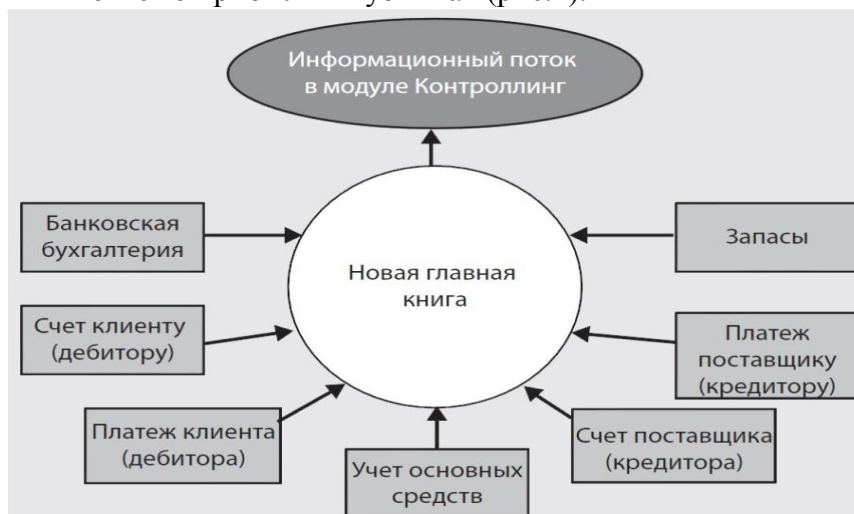 Информационный поток
в модуле Контроллинг
Банковская
бухгалтерия
Запасы
Новая главная
книга
Счет клиенту
(дебитору)
Платеж
поставщику
(кредитору)
Платеж клиента
(дебитора)
Счет поставщика
(кредитора)
Учет основных
средств